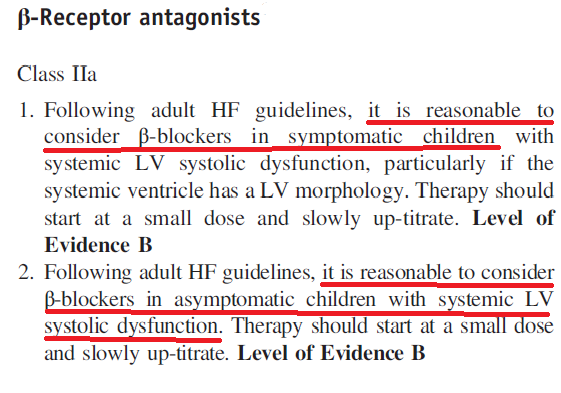 β-Receptor antagonists
Class IIa
1. Following adult HF guidelines, it is reasonable to
consider β-blockers in symptomatic children with
systemic LV systolic dysfunction, particularly if the
systemic ventricle has a LV morphology. Therapy should
start at a small dose and slowly up-titrate. Level of
Evidence B
2. Following adult HF guidelines, it is reasonable to consider
β-blockers in asymptomatic children with systemic LV
systolic dysfunction. Therapy should start at a small dose
and slowly up-titrate. Level of Evidence B